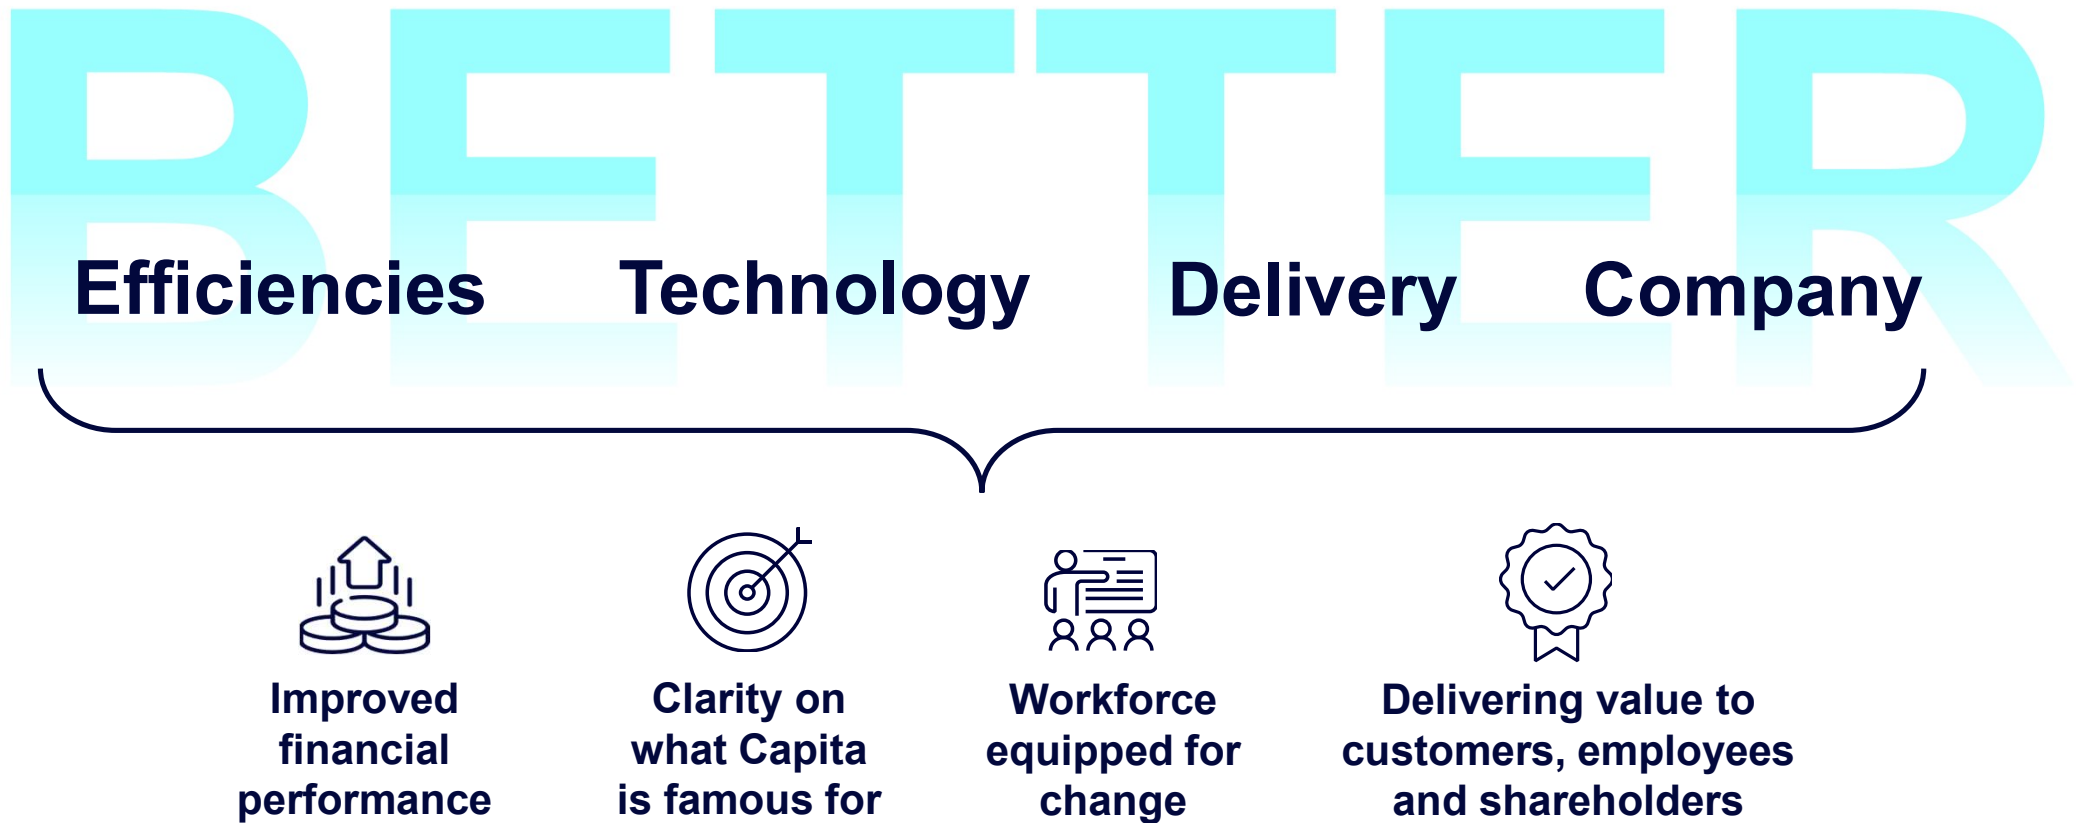 BETTER
Efficiencies Technology Delivery Company
Improved
financial
performance
Clarity on
what Capita
is famous for
Workforce
equipped for
change
Delivering value to
customers, employees
and shareholders